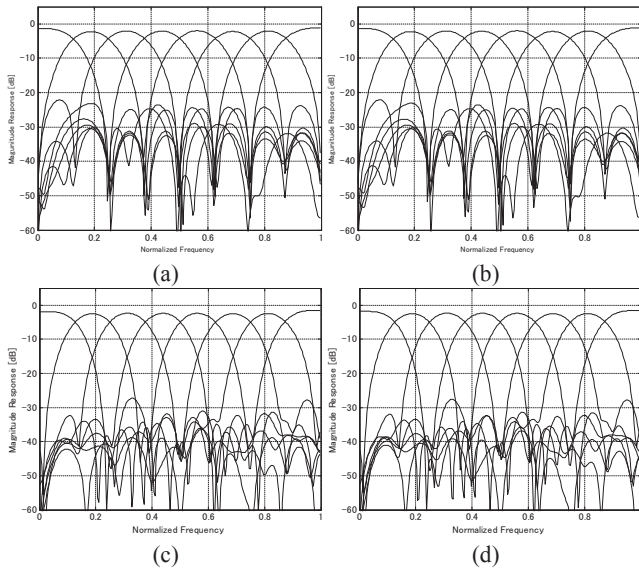 0
−10
−20
−30
−40
−50
−60
Magunitude Response [dB]
0 0.2 0.4 0.6 0.8 1
Normalized Frequency
(a)
0
−10
−20
−30
−40
−50
−60
Magunitude Response [dB]
0 0.2 0.4 0.6 0.8
Normalized Frequency
(b)
0
−10
−20
−30
−40
−50
−60
Magnitude Response [dB]
0 0.2 0.4 0.6 0.8 1
Normalized Frequency
(c)
0
−10
−20
−30
−40
−50
−60
Magnitude Response [dB]
0 0.2 0.4 0.6 0.8
Normalized Frequency
(d)